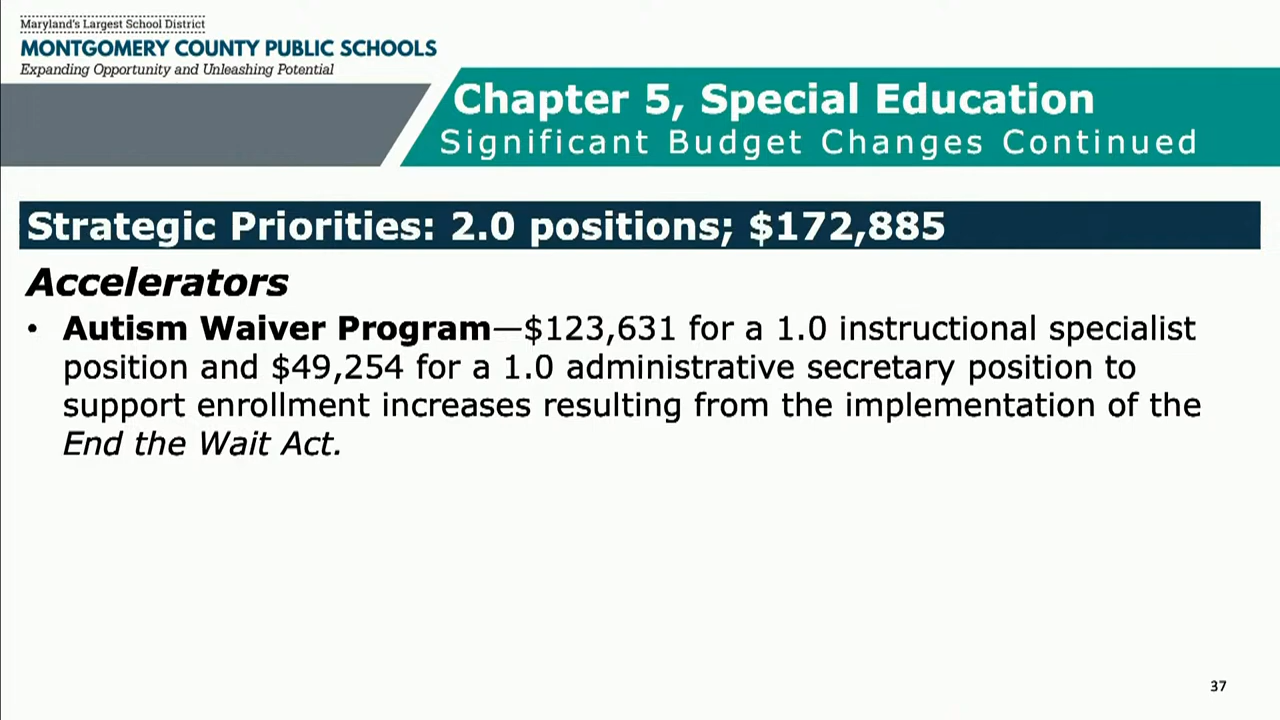 Maryland's Largest School District
MONTGOMERY COUNTY PUBLIC SCHOOLS
Expanding Opportunity and Unleashing Potential
Chapter 5, Special Education
Significant Budget Changes Continued
Strategic Priorities: 2.0 positions; $172,885
Accelerators
• Autism Waiver Program—$123,631 for a 1.0 instructional specialist
position and $49,254 for a 1.0 administrative secretary position to
support enrollment increases resulting from the implementation of the
End the Wait Act.
37